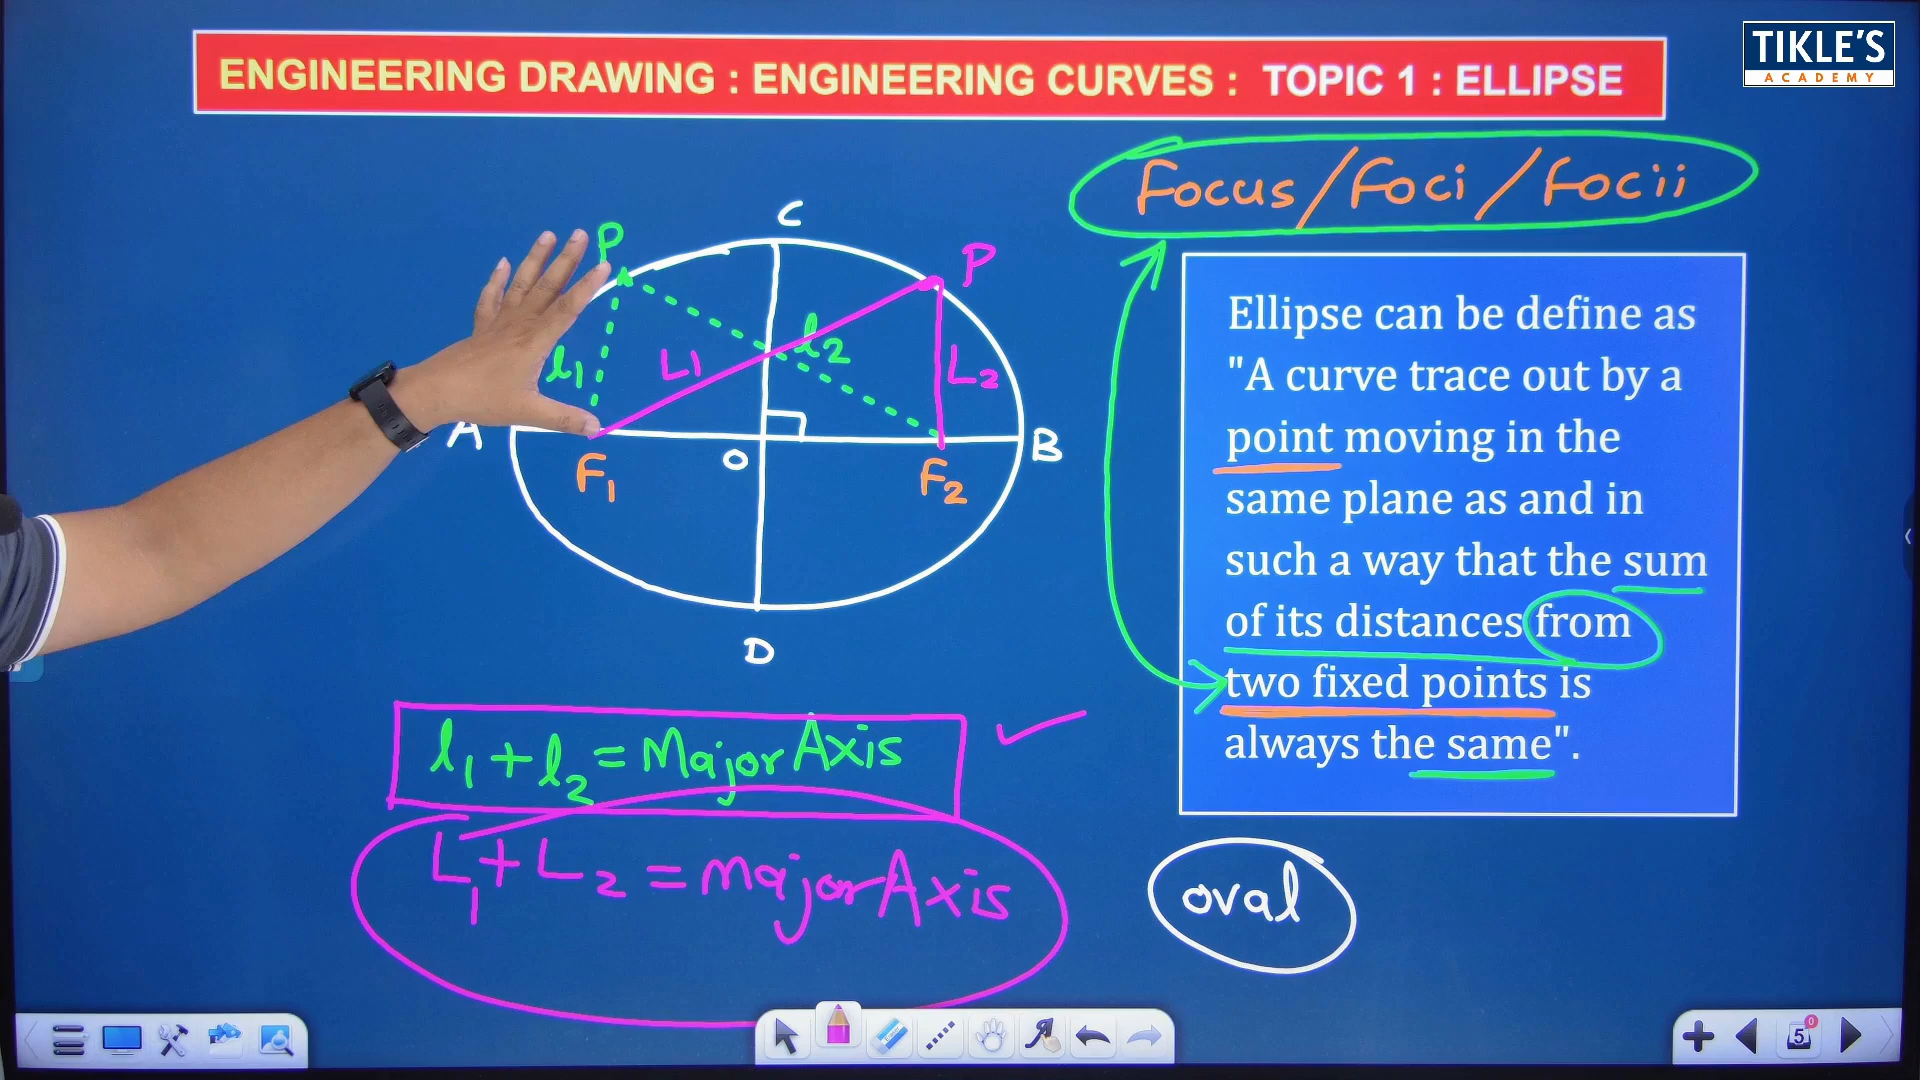 TIKLE'S
ACADEMY
ENGINEERING DRAWING : ENGINEERING CURVES : TOPIC 1 : ELLIPSE
Focus/Foci/Focii
C
P
P
l1
L1
l2
L2
A
B
O
F1
F2
D
Ellipse can be define as
"A curve trace out by a
point moving in the
same plane as and in
such a way that the sum
of its distances from
two fixed points is
always the same".
l1 + l2 = Major Axis
L1 + L2 = Major Axis
oval
5
0